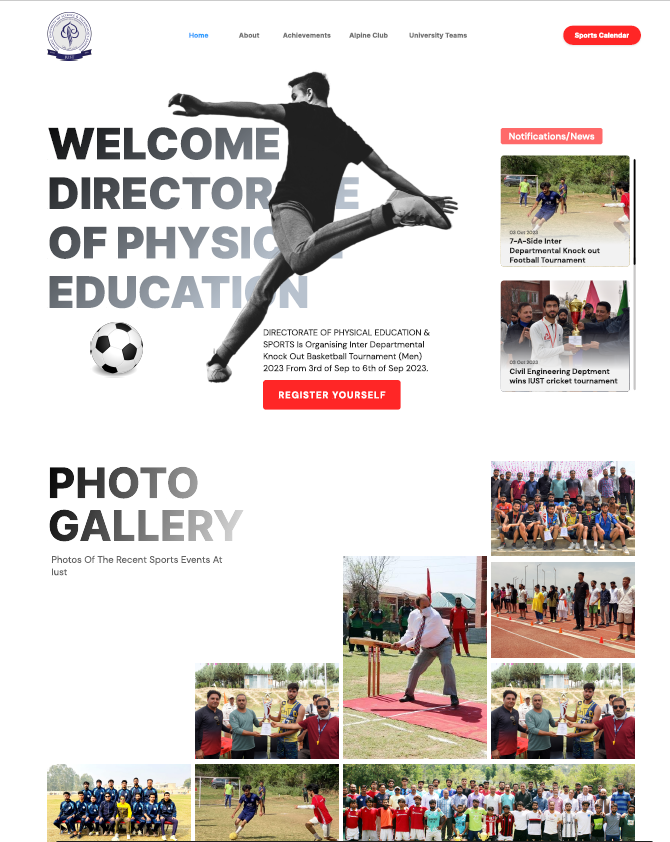 Home
About
Achievements
Alpine Club
University Teams
Sports Calendar
WELCOME
DIRECTORATE
OF PHYSICAL
EDUCATION
DIRECTORATE OF PHYSICAL EDUCATION &
SPORTS Is Organising Inter Departmental
Knock Out Basketball Tournament (Men)
2023 From 3rd of Sep to 6th of Sep 2023.
REGISTER YOURSELF
Notifications/News
03 Oct 2023
7-A-Side Inter
Departmental Knock out
Football Tournament
05 Oct 2023
Civil Engineering Deptment
wins IUST cricket tournament
PHOTO
GALLERY
Photos Of The Recent Sports Events At
Iust